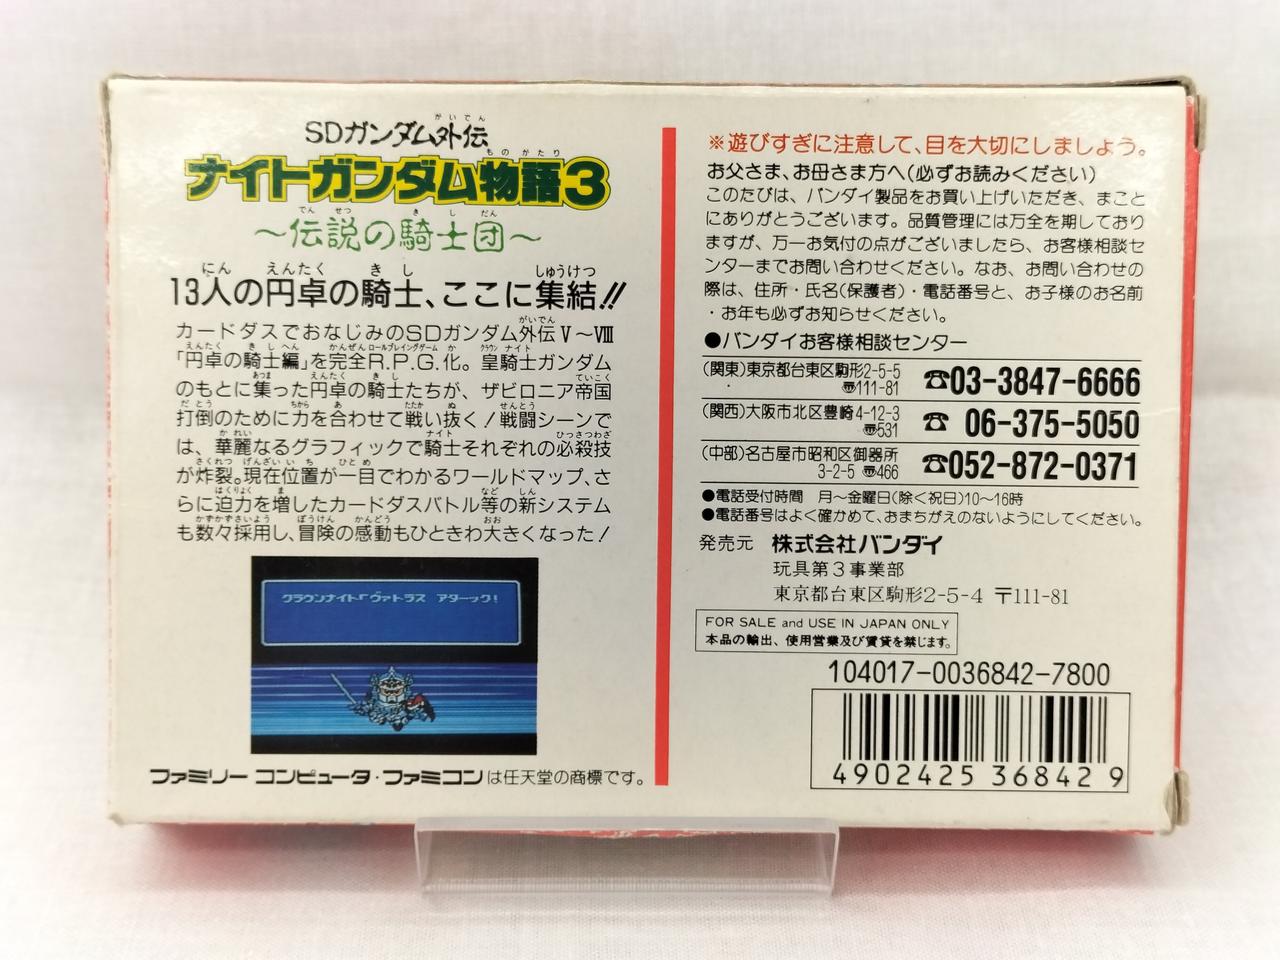 SDガンダム外伝
ナイトガンダム物語3
〜伝説の騎士団〜
13人の円卓の騎士、ここに集結!!
カードダスでおなじみのSDガンダム外伝Ⅴ〜Ⅷ
「円卓の騎士編」を完全R.P.G.化。皇騎士ガンダム
のもとに集った円卓の騎士たちが、ザビロニア帝国
打倒のために力を合わせて戦い抜く!戦闘シーンで
は、華麗なるグラフィックで騎士それぞれの必殺技
が炸裂。現在位置が一目でわかるワールドマップ、さ
らに迫力を増したカードダスバトル等の新システム
も数々採用し、冒険の感動もひときわ大きくなった!
クラウンナイト「ヴァトラス アターック!
ファミリー コンピュータ・ファミコンは任天堂の商標です。
※遊びすぎに注意して、目を大切にしましょう。
お父さま、お母さま方へ(必ずお読みください)
このたびは、バンダイ製品をお買い上げいただき、まこと
にありがとうございます。品質管理には万全を期しており
ますが、万一お気付の点がございましたら、お客様相談セ
ンターまでお問い合わせください。なお、お問い合わせの
際は、住所・氏名(保護者)・電話番号と、お子様のお名前
・お年も必ずお知らせください。
●バンダイお客様相談センター
(関東)東京都台東区駒形2-5-5 〠111-81 ☎03-3847-6666
(関西)大阪市北区豊崎4-12-3 〠531 ☎06-375-5050
(中部)名古屋市昭和区御器所3-2-5 〠466 ☎052-872-0371
●電話受付時間 月〜金曜日(除く祝日)10〜16時
●電話番号はよく確かめて、おまちがえのないようにしてください。
発売元 株式会社バンダイ
玩具第3事業部
東京都台東区駒形2-5-4 〒111-81
FOR SALE and USE IN JAPAN ONLY
本品の輸出、使用営業及び賃貸を禁じます。
104017-0036842-7800
4902425 36842 9